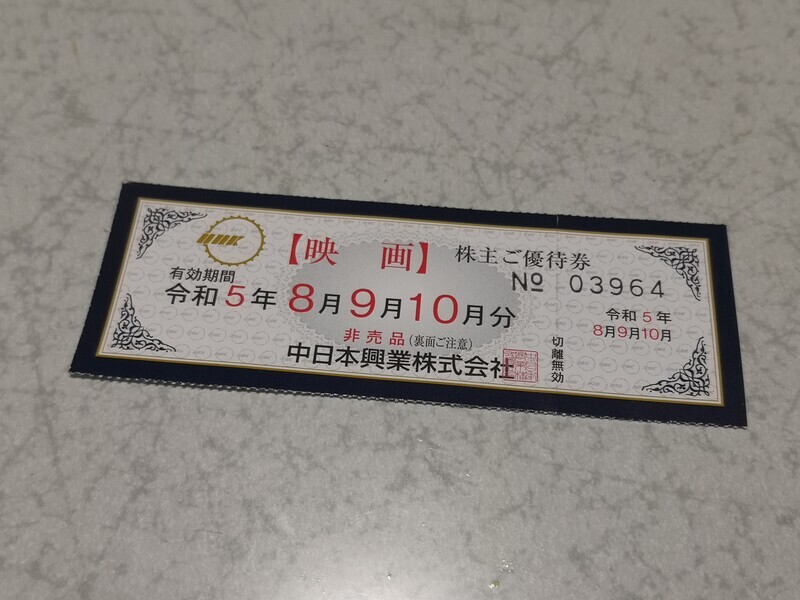 【映 画】 株主ご優待券
№ 03964
有効期間
令和5年 8月9月10月分
非売品(裏面ご注意)
中日本興業株式会社
切離無効
令和5年
8月9月10月